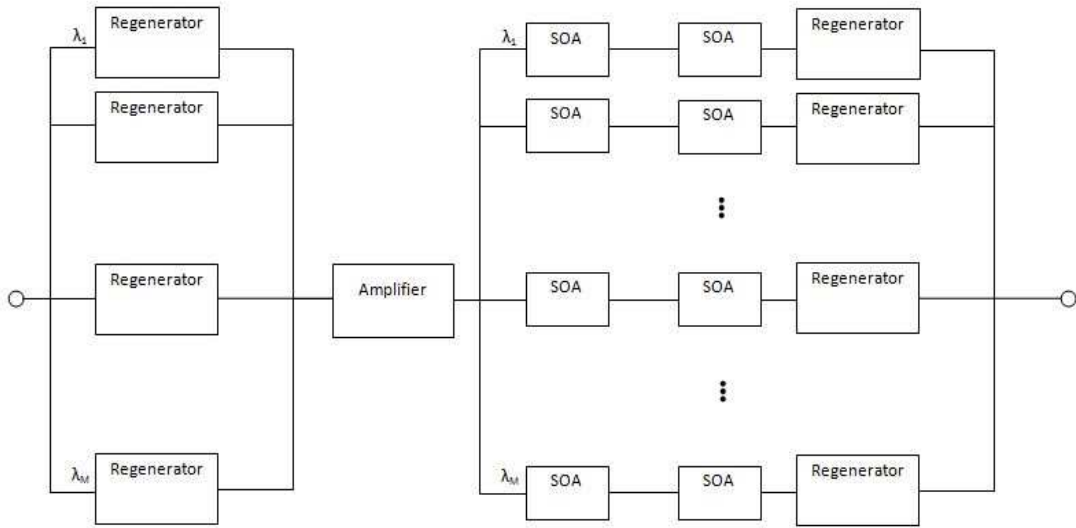 λ1 Regenerator
Regenerator
Regenerator
λM Regenerator
Amplifier
λ1 SOA SOA Regenerator
SOA SOA Regenerator
SOA SOA Regenerator
λM SOA SOA Regenerator